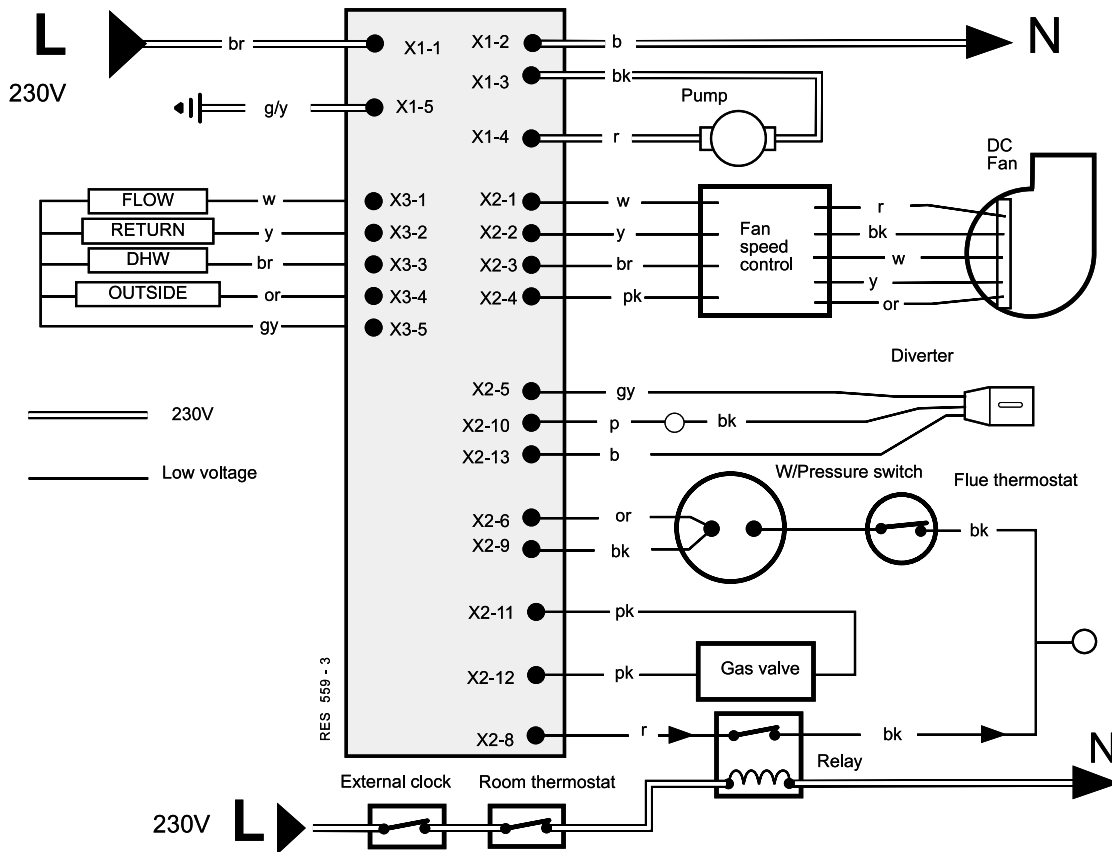 L
230V
br
X1-1
X1-2
b
N
X1-3
bk
g/y
X1-5
X1-4
r
Pump
DC
Fan
FLOW
w
X3-1
X2-1
w
RETURN
y
X3-2
X2-2
y
DHW
br
X3-3
X2-3
br
OUTSIDE
or
X3-4
X2-4
pk
gy
X3-5
Fan
speed
control
r
bk
w
y
or
Diverter
X2-5
gy
230V
X2-10
p
bk
X2-13
b
Low voltage
W/Pressure switch
Flue thermostat
X2-6
or
X2-9
bk
bk
X2-11
pk
X2-12
pk
Gas valve
RES 559 - 3
X2-8
r
bk
Relay
N
External clock
Room thermostat
230V
L